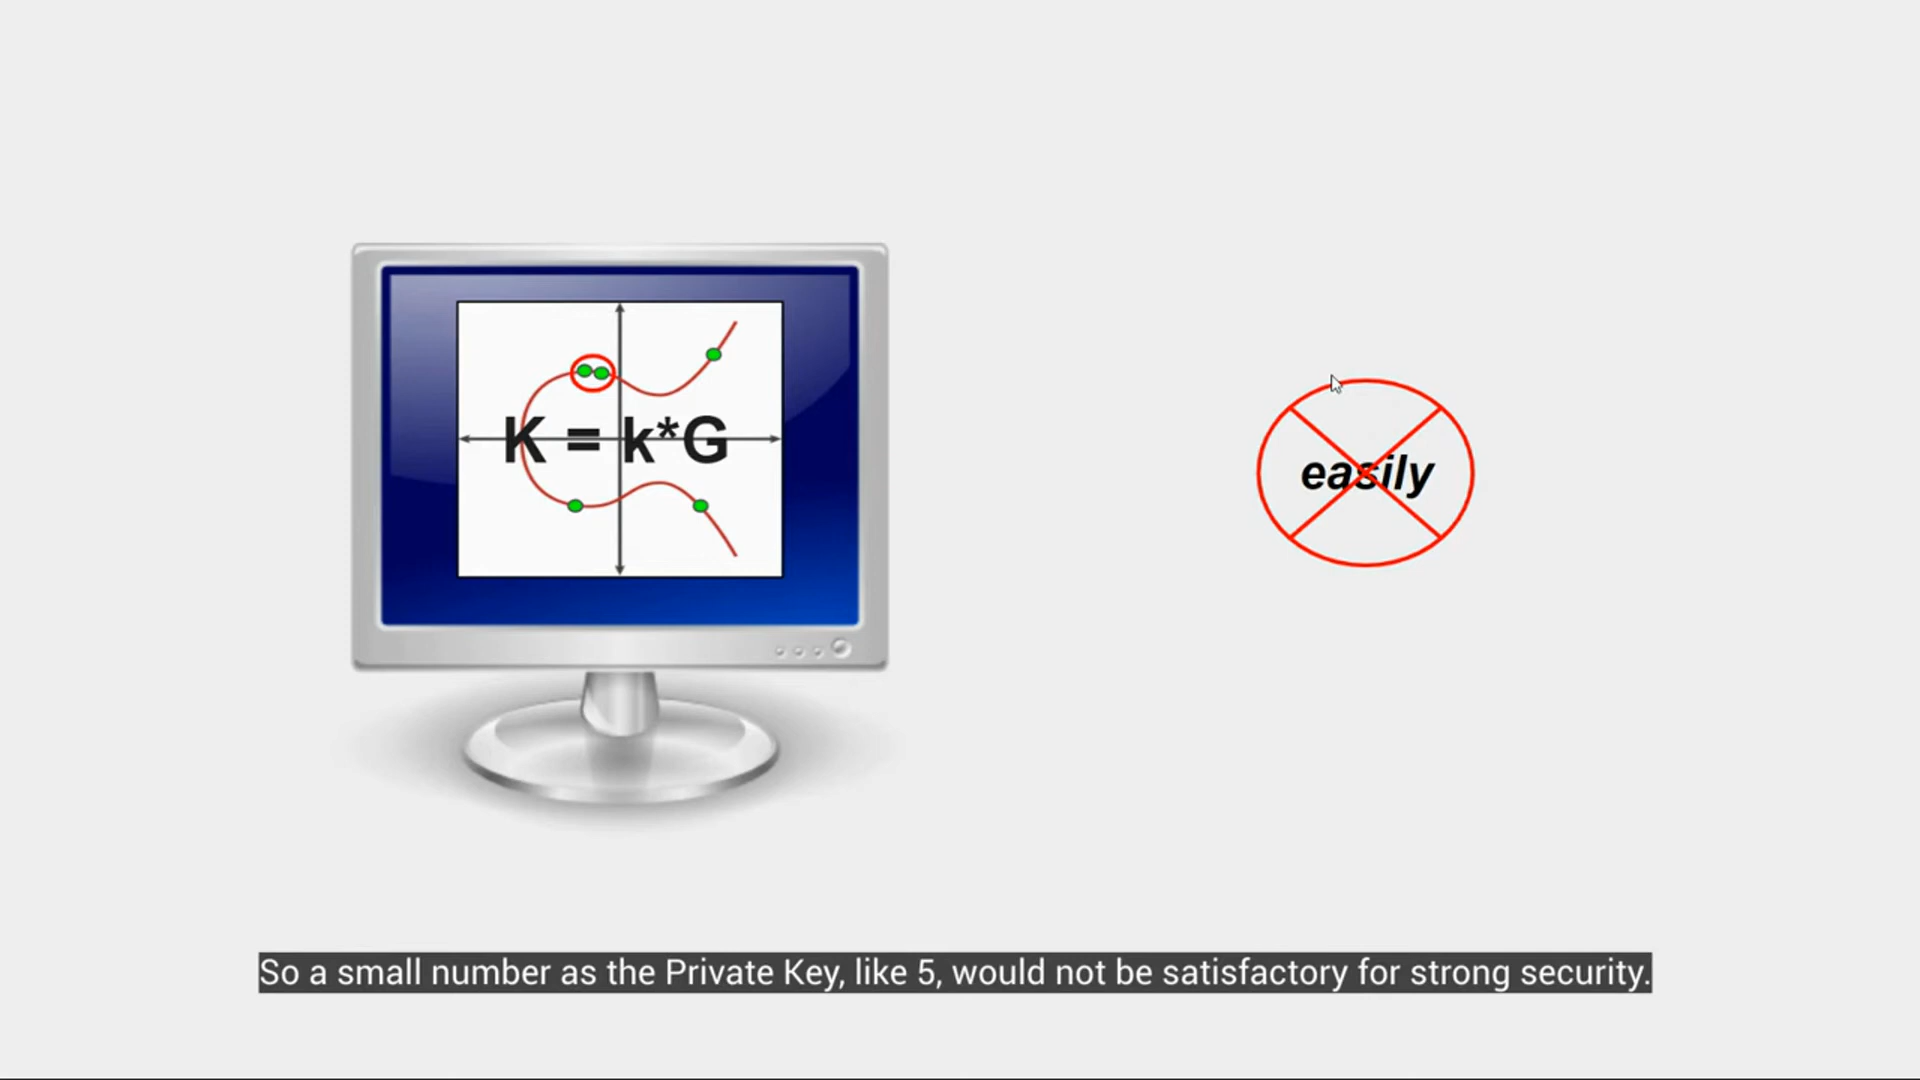 K = k*G
easily
So a small number as the Private Key, like 5, would not be satisfactory for strong security.